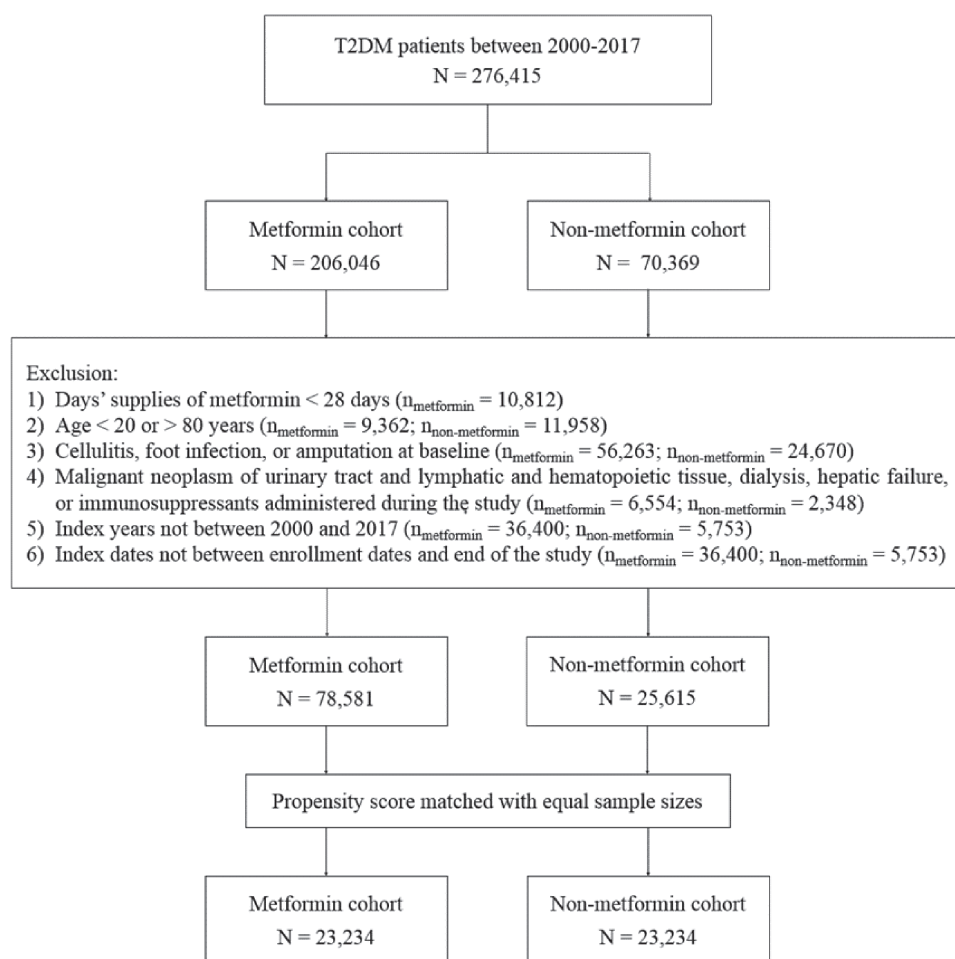 T2DM patients between 2000-2017
N = 276,415
Metformin cohort
N = 206,046
Non-metformin cohort
N = 70,369
Exclusion:
1) Days’ supplies of metformin < 28 days (nmetformin = 10,812)
2) Age < 20 or > 80 years (nmetformin = 9,362; nnon-metformin = 11,958)
3) Cellulitis, foot infection, or amputation at baseline (nmetformin = 56,263; nnon-metformin = 24,670)
4) Malignant neoplasm of urinary tract and lymphatic and hematopoietic tissue, dialysis, hepatic failure,
or immunosuppressants administered during thę study (nmetformin = 6,554; nnon-metformin = 2,348)
5) Index years not between 2000 and 2017 (nmetformin = 36,400; nnon-metformin = 5,753)
6) Index dates not between enrollment dates and end of the study (nmetformin = 36,400; nnon-metformin = 5,753)
Metformin cohort
N = 78,581
Non-metformin cohort
N = 25,615
Propensity score matched with equal sample sizes
Metformin cohort
N = 23,234
Non-metformin cohort
N = 23,234